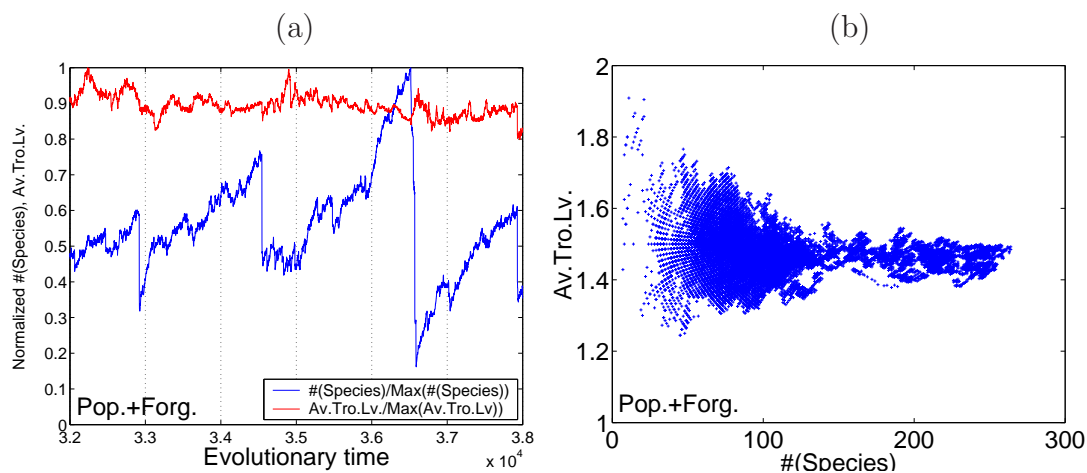 (a)
Normalized #(Species), Av.Tro.Lv.
1
0.9
0.8
0.7
0.6
0.5
0.4
0.3
0.2
0.1
0
Pop.+Forg.
#(Species)/Max(#(Species))
Av.Tro.Lv./Max(Av.Tro.Lv))
3.2 3.3 3.4 3.5 3.6 3.7 3.8
Evolutionary time
x 10^4
(b)
Av.Tro.Lv.
2
1.8
1.6
1.4
1.2
1
Pop.+Forg.
0 100 200 300
#(Species)